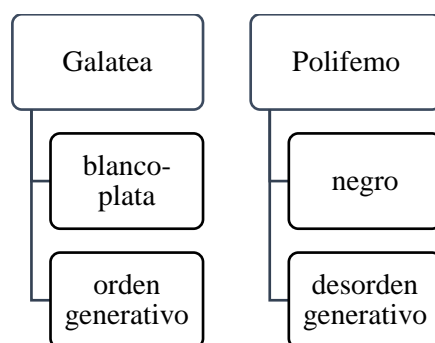 Galatea
blanco-
plata
orden
generativo
Polifemo
negro
desorden
generativo